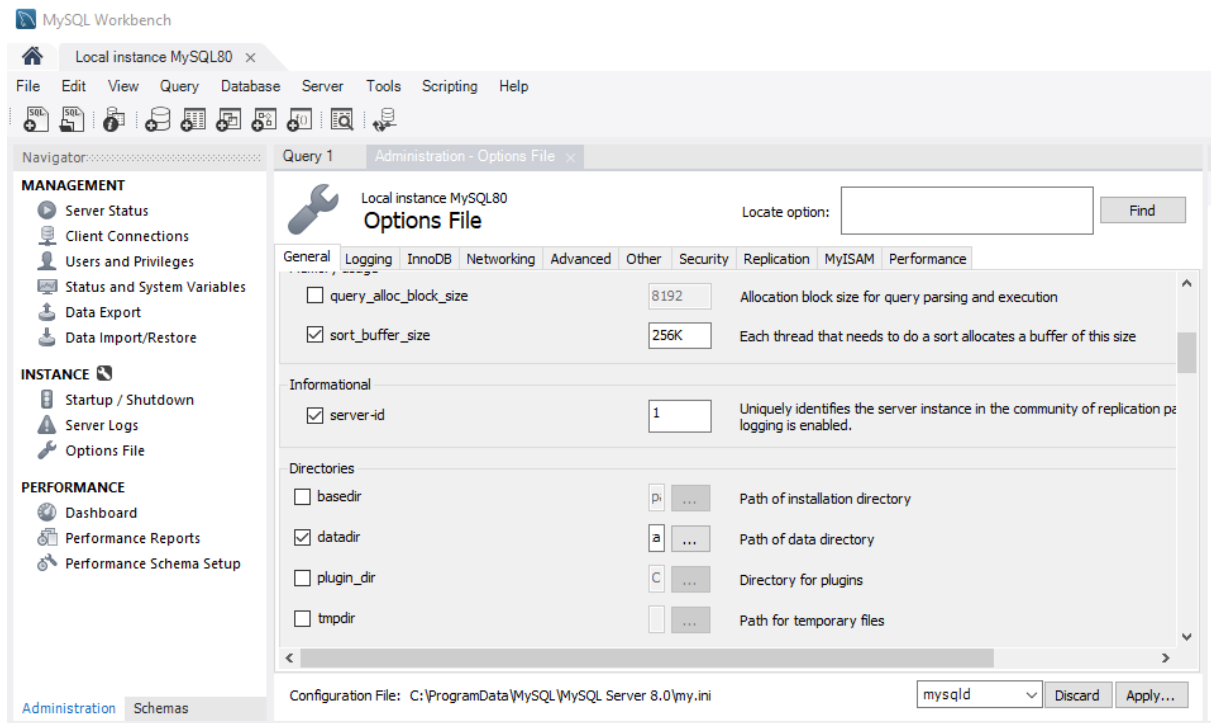 MySQL Workbench
Local instance MySQL80
File Edit View Query Database Server Tools Scripting Help
Navigator
MANAGEMENT
Server Status
Client Connections
Users and Privileges
Status and System Variables
Data Export
Data Import/Restore
INSTANCE
Startup / Shutdown
Server Logs
Options File
PERFORMANCE
Dashboard
Performance Reports
Performance Schema Setup
Administration Schemas
Query 1 Administration - Options File
Local instance MySQL80
Options File
Locate option: Find
General Logging InnoDB Networking Advanced Other Security Replication MyISAM Performance
query_alloc_block_size 8192 Allocation block size for query parsing and execution
sort_buffer_size 256K Each thread that needs to do a sort allocates a buffer of this size
Informational
server-id 1 Uniquely identifies the server instance in the community of replication pa
logging is enabled.
Directories
basedir ... Path of installation directory
datadir a ... Path of data directory
plugin_dir C ... Directory for plugins
tmpdir ... Path for temporary files
Configuration File: C:\ProgramData\MySQL\MySQL Server 8.0\my.ini mysqld Discard Apply...